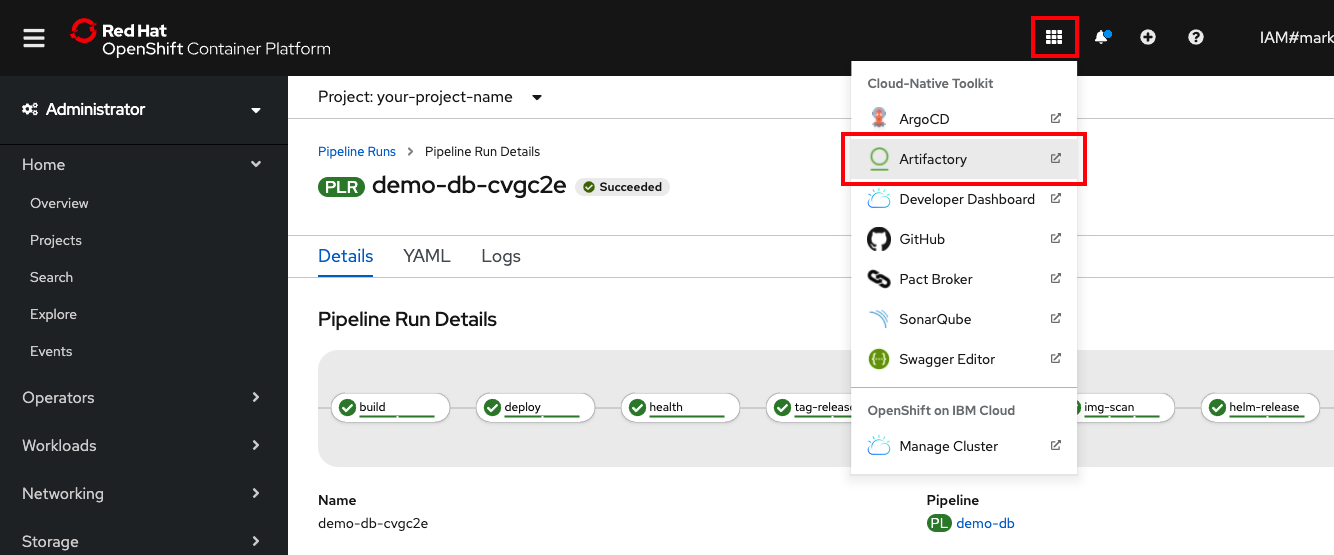 Red Hat
OpenShift Container Platform
IAM#mark
Administrator
Home
Overview
Projects
Search
Explore
Events
Operators
Workloads
Networking
Storage
Project: your-project-name
Pipeline Runs > Pipeline Run Details
PLR demo-db-cvgc2e Succeeded
Details YAML Logs
Pipeline Run Details
build deploy health tag-release img-scan helm-release
Name
demo-db-cvgc2e
Pipeline
PL demo-db
Cloud-Native Toolkit
ArgoCD
Artifactory
Developer Dashboard
GitHub
Pact Broker
SonarQube
Swagger Editor
OpenShift on IBM Cloud
Manage Cluster